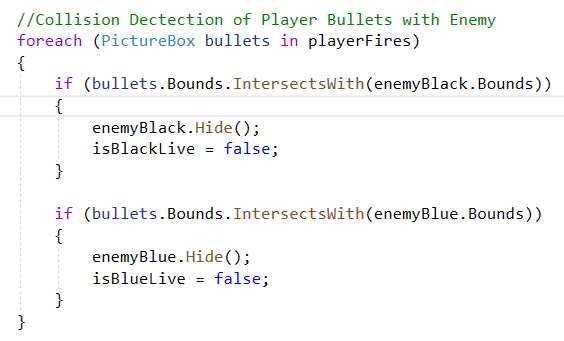 //Collision Dectection of Player Bullets with Enemy
foreach (PictureBox bullets in playerFires)
{
    if (bullets.Bounds.IntersectsWith(enemyBlack.Bounds))
    {
        enemyBlack.Hide();
        isBlackLive = false;
    }

    if (bullets.Bounds.IntersectsWith(enemyBlue.Bounds))
    {
        enemyBlue.Hide();
        isBlueLive = false;
    }
}